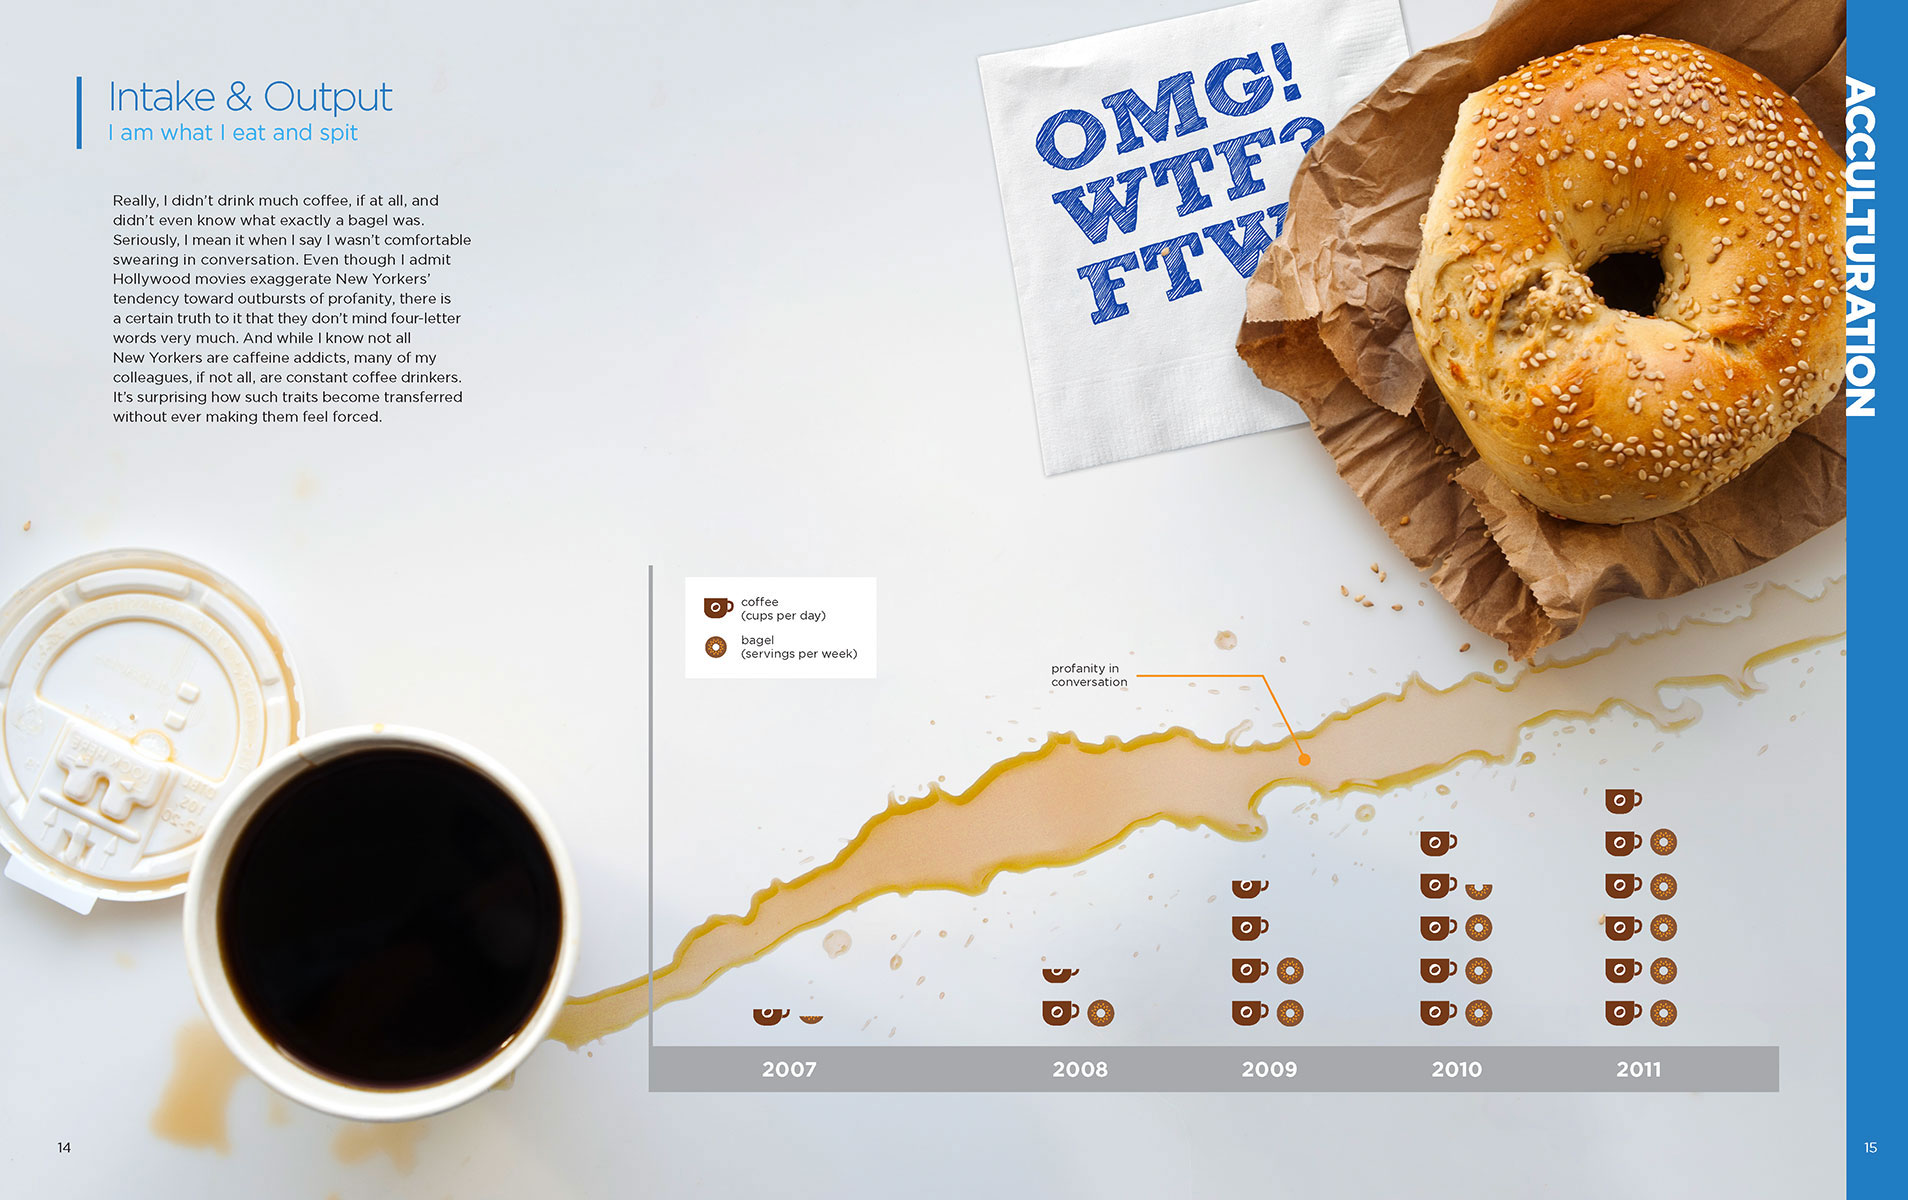 Intake & Output
I am what I eat and spit
Really, I didn’t drink much coffee, if at all, and
didn’t even know what exactly a bagel was.
Seriously, I mean it when I say I wasn’t comfortable
swearing in conversation. Even though I admit
Hollywood movies exaggerate New Yorkers’
tendency toward outbursts of profanity, there is
a certain truth to it that they don’t mind four-letter
words very much. And while I know not all
New Yorkers are caffeine addicts, many of my
colleagues, if not all, are constant coffee drinkers.
It’s surprising how such traits become transferred
without ever making them feel forced.
OMG!
WTF?
FTW
ACCULTURATION
coffee
(cups per day)
bagel
(servings per week)
profanity in
conversation
2007 2008 2009 2010 2011
14
15